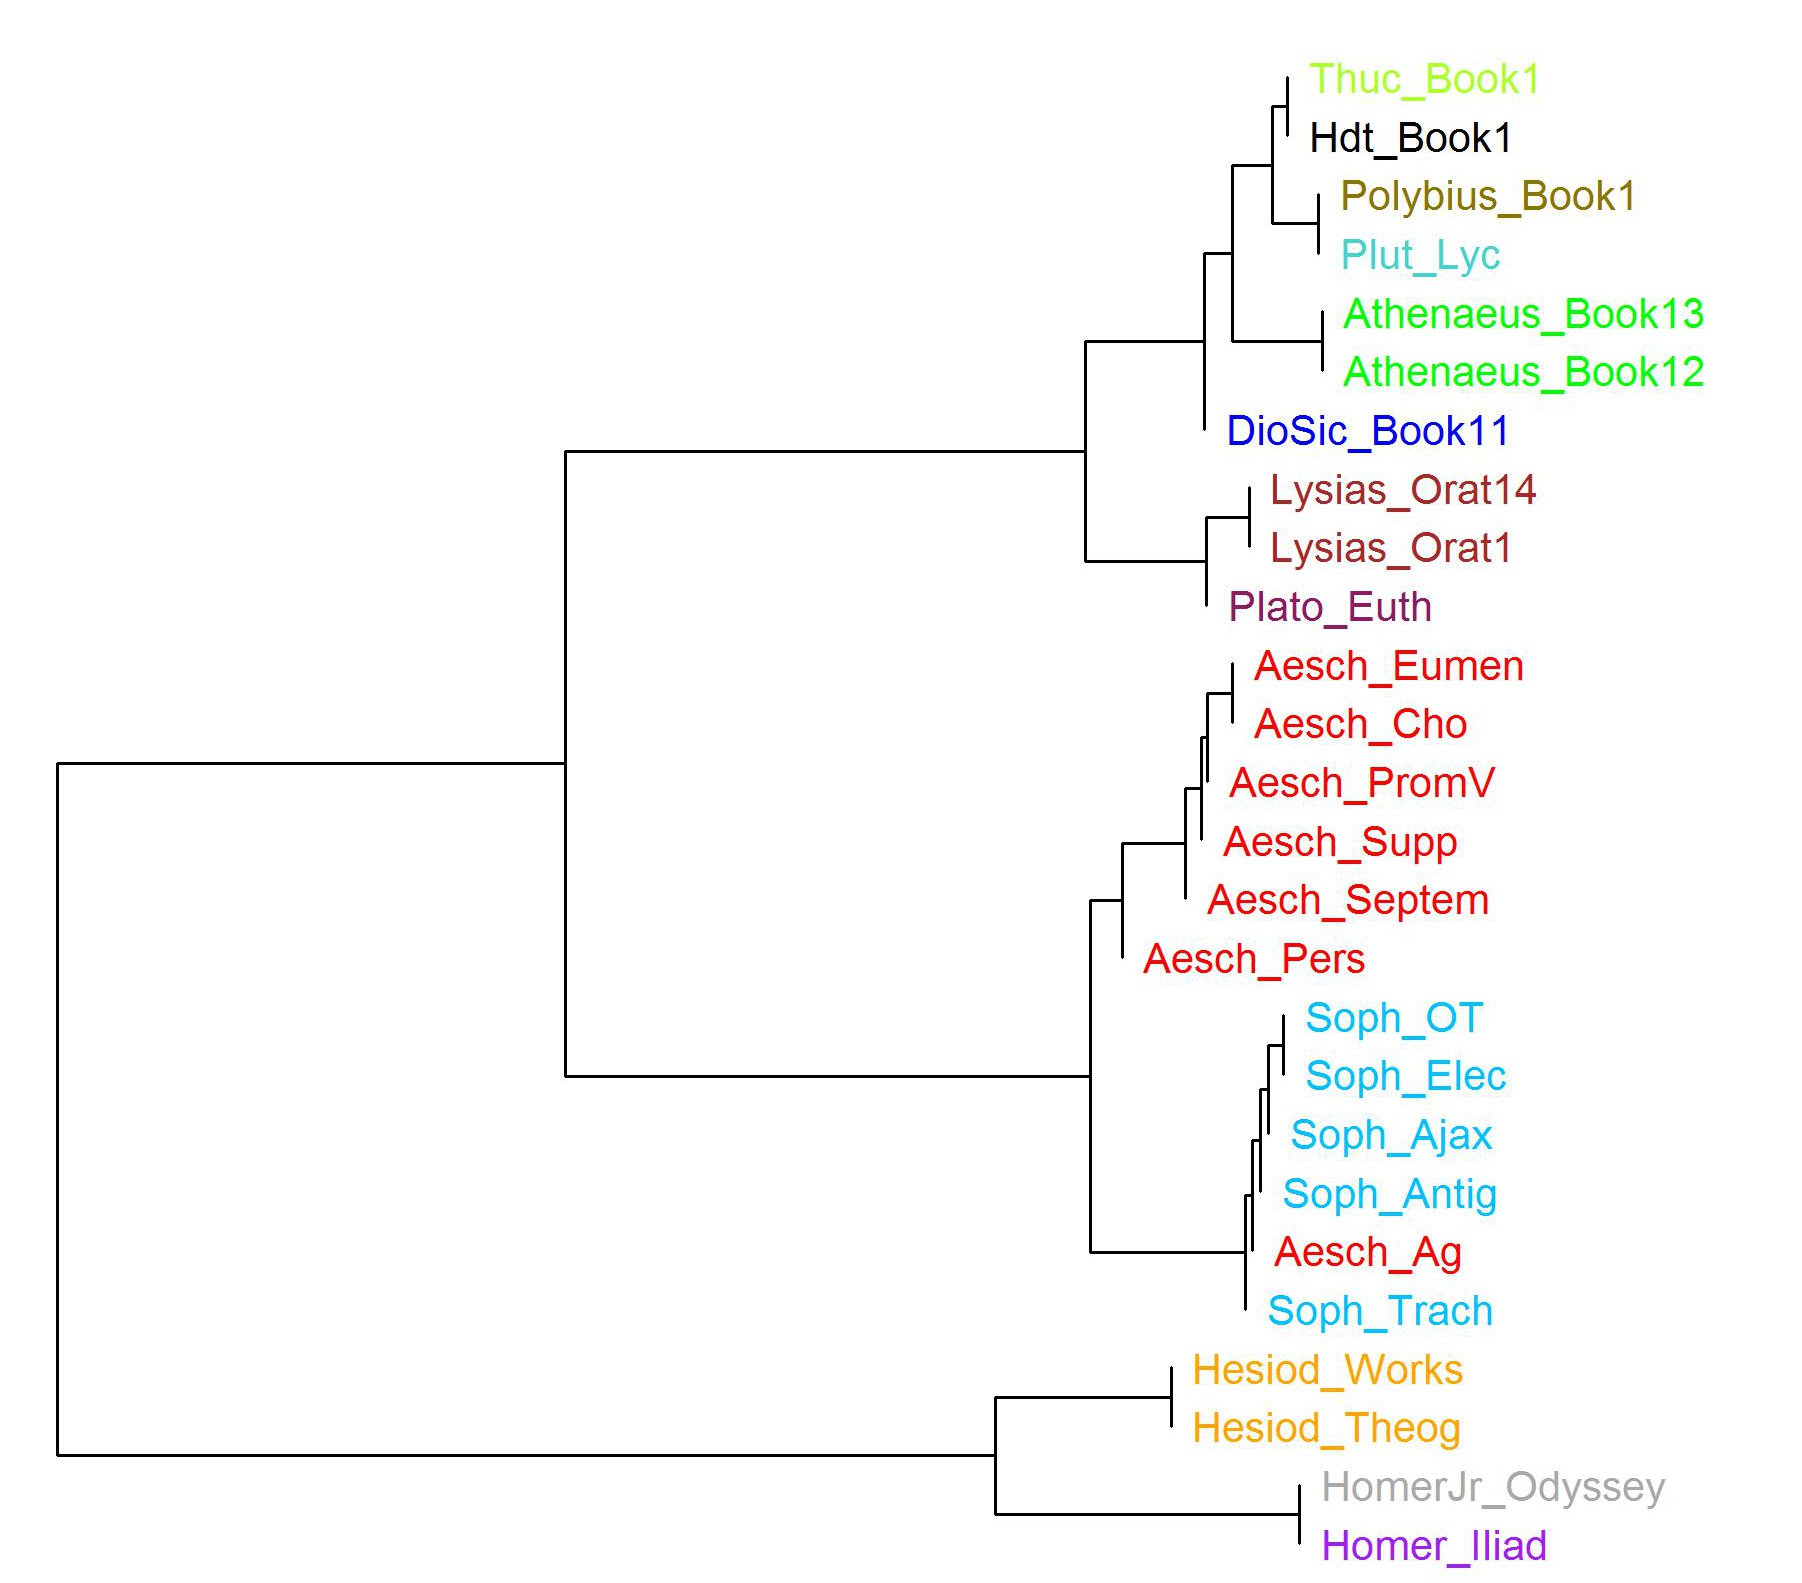 Thuc_Book1
Hdt_Book1
Polybius_Book1
Plut_Lyc
Athenaeus_Book13
Athenaeus_Book12
DioSic_Book11
Lysias_Orat14
Lysias_Orat1
Plato_Euth
Aesch_Eumen
Aesch_Cho
Aesch_PromV
Aesch_Supp
Aesch_Septem
Aesch_Pers
Soph_OT
Soph_Elec
Soph_Ajax
Soph_Antig
Aesch_Ag
Soph_Trach
Hesiod_Works
Hesiod_Theog
HomerJr_Odyssey
Homer_Iliad